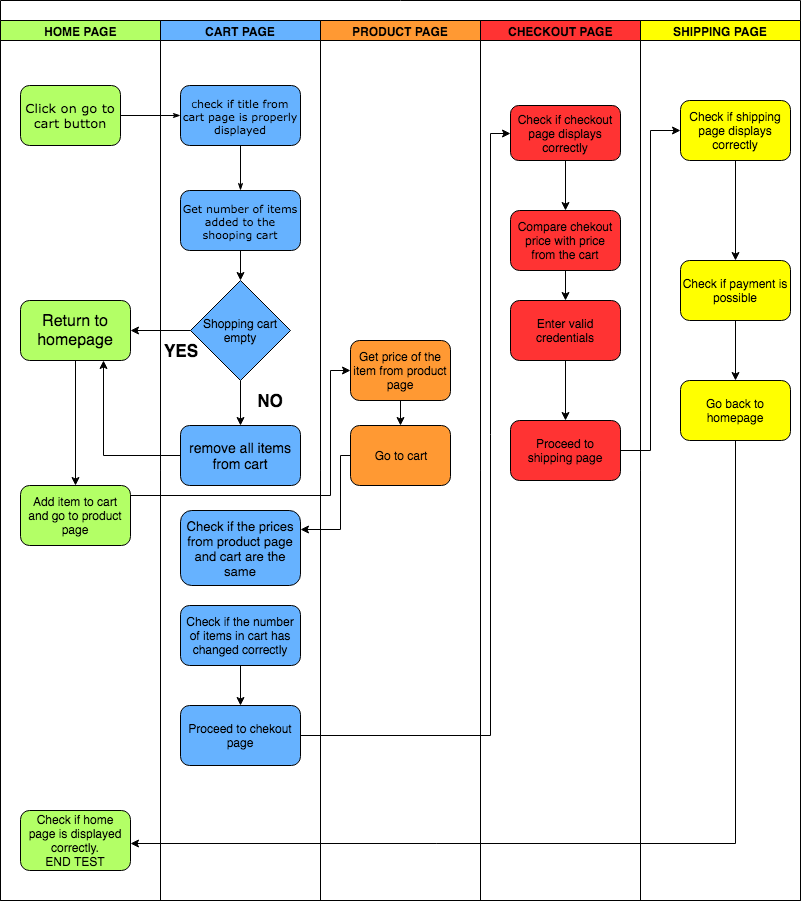 HOME PAGE
CART PAGE
PRODUCT PAGE
CHECKOUT PAGE
SHIPPING PAGE
Click on go to
cart button
check if title from
cart page is properly
displayed
Get number of items
added to the
shooping cart
Shopping cart
empty
YES
NO
Return to
homepage
remove all items
from cart
Add item to cart
and go to product
page
Get price of the
item from product
page
Go to cart
Check if the prices
from product page
and cart are the
same
Check if the number
of items in cart has
changed correctly
Proceed to chekout
page
Check if checkout
page displays
correctly
Compare chekout
price with price
from the cart
Enter valid
credentials
Proceed to
shipping page
Check if shipping
page displays
correctly
Check if payment is
possible
Go back to
homepage
Check if home
page is displayed
correctly.
END TEST